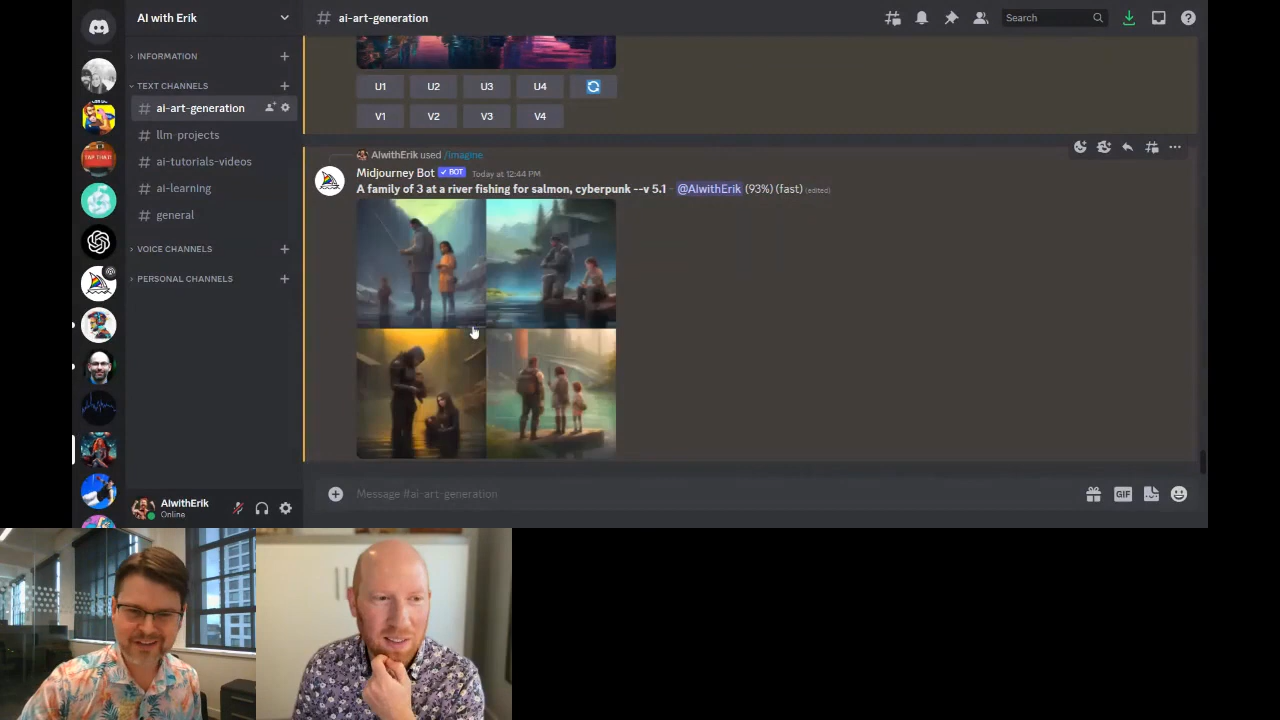 AI with Erik
# ai-art-generation
Search
INFORMATION
TEXT CHANNELS
# ai-art-generation
# llm-projects
# ai-tutorials-videos
# ai-learning
# general
VOICE CHANNELS
PERSONAL CHANNELS
U1 U2 U3 U4
V1 V2 V3 V4
AIwithErik used /imagine
Midjourney Bot ✓ BOT Today at 12:44 PM
A family of 3 at a river fishing for salmon, cyberpunk --v 5.1 - @AIwithErik (93%) (fast) (edited)
Message #ai-art-generation
GIF
AIwithErik
Online